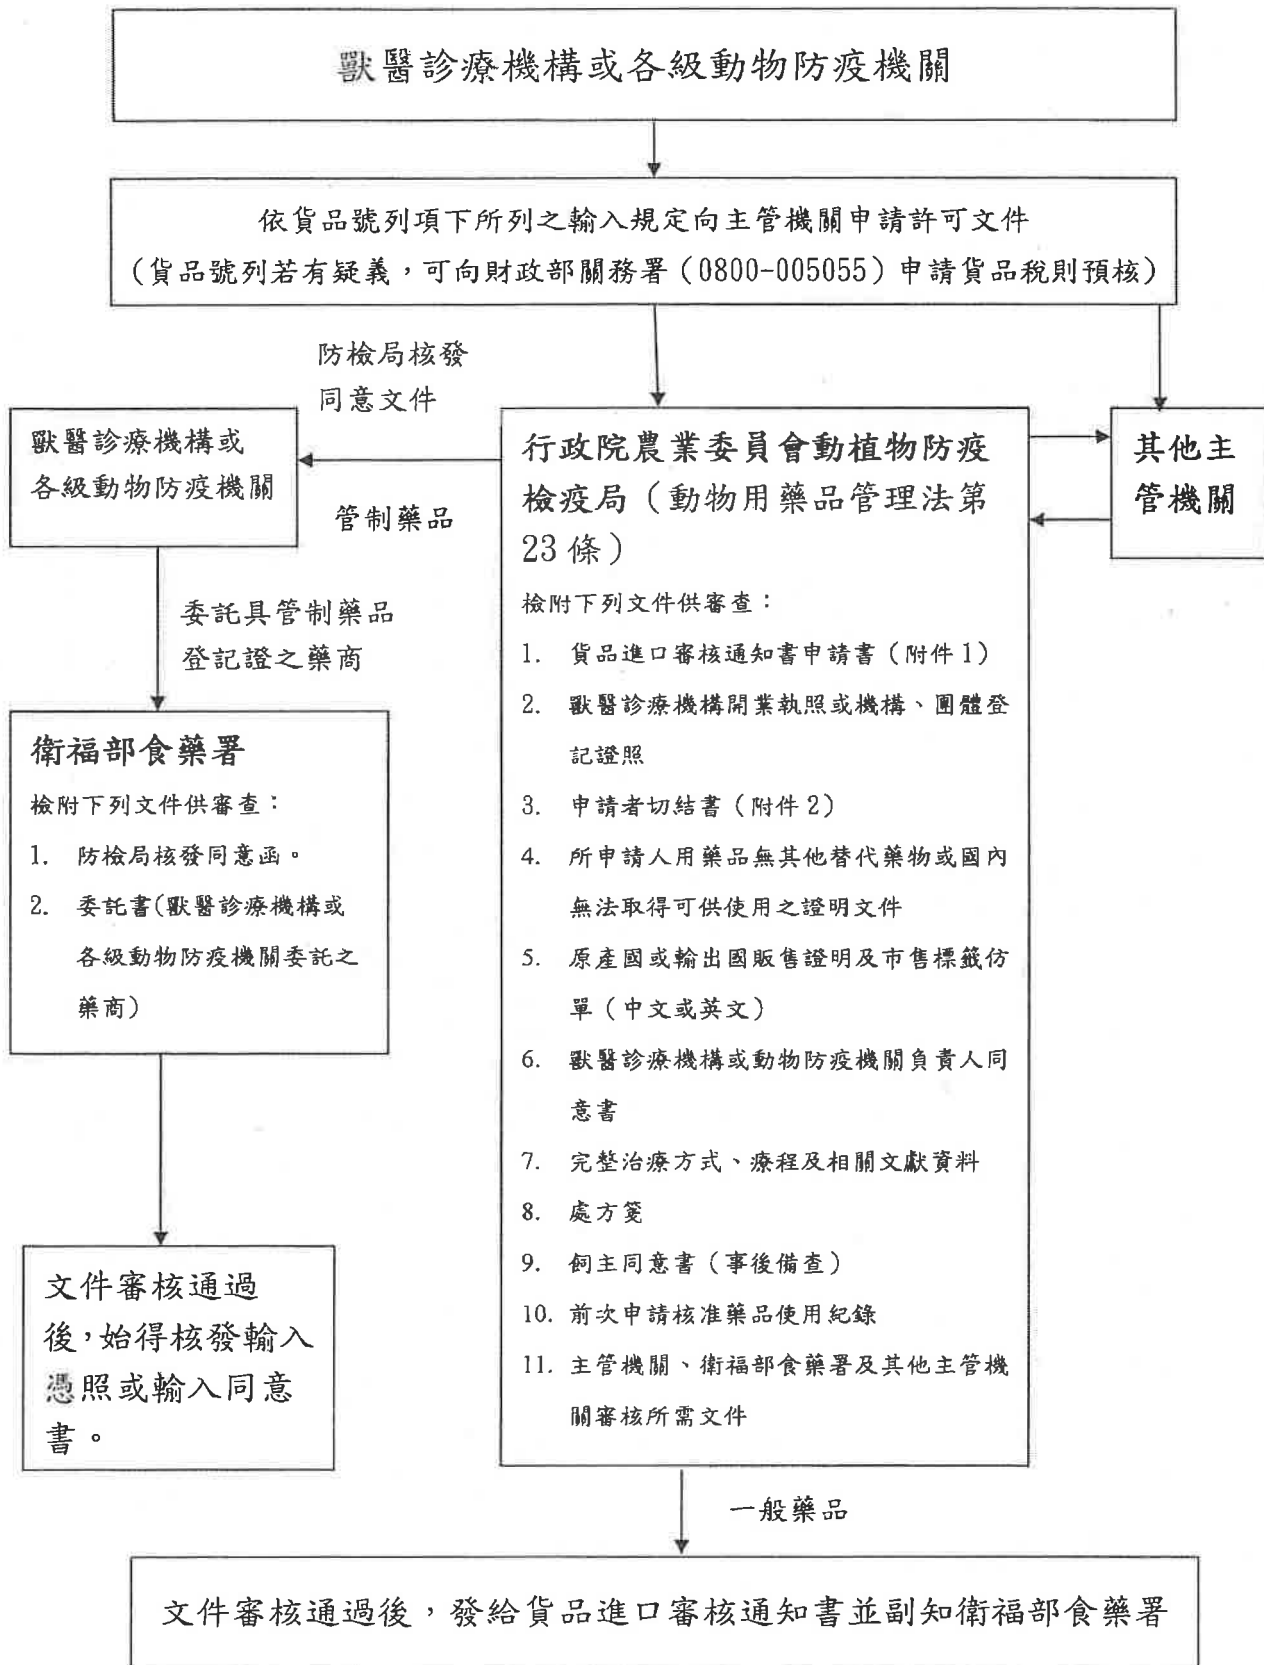 獸醫診療機構或各級動物防疫機關
依貨品號列項下所列之輸入規定向主管機關申請許可文件
（貨品號列若有疑義，可向財政部關務署（0800-005055）申請貨品稅則預核）
防檢局核發
同意文件
獸醫診療機構或
各級動物防疫機關
管制藥品
委託具管制藥品
登記證之藥商
衛福部食藥署
檢附下列文件供審查：
1. 防檢局核發同意函。
2. 委託書(獸醫診療機構或
各級動物防疫機關委託之
藥商)
文件審核通過
後，始得核發輸入
憑照或輸入同意
書。
行政院農業委員會動植物防疫
檢疫局（動物用藥品管理法第
23 條）
檢附下列文件供審查：
1. 貨品進口審核通知書申請書（附件 1）
2. 獸醫診療機構開業執照或機構、團體登
記證照
3. 申請者切結書（附件 2）
4. 所申請人用藥品無其他替代藥物或國內
無法取得可供使用之證明文件
5. 原產國或輸出國販售證明及市售標籤仿
單（中文或英文）
6. 獸醫診療機構或動物防疫機關負責人同
意書
7. 完整治療方式、療程及相關文獻資料
8. 處方箋
9. 飼主同意書（事後備查）
10. 前次申請核准藥品使用紀錄
11. 主管機關、衛福部食藥署及其他主管機
關審核所需文件
其他主
管機關
一般藥品
文件審核通過後，發給貨品進口審核通知書並副知衛福部食藥署